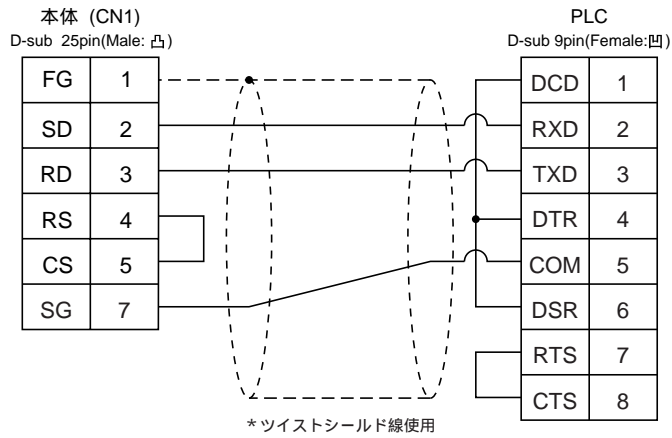 本体 (CN1)
D-sub 25pin(Male: 凸)
FG 1
SD 2
RD 3
RS 4
CS 5
SG 7
PLC
D-sub 9pin(Female:凹)
DCD 1
RXD 2
TXD 3
DTR 4
COM 5
DSR 6
RTS 7
CTS 8
*ツイストシールド線使用